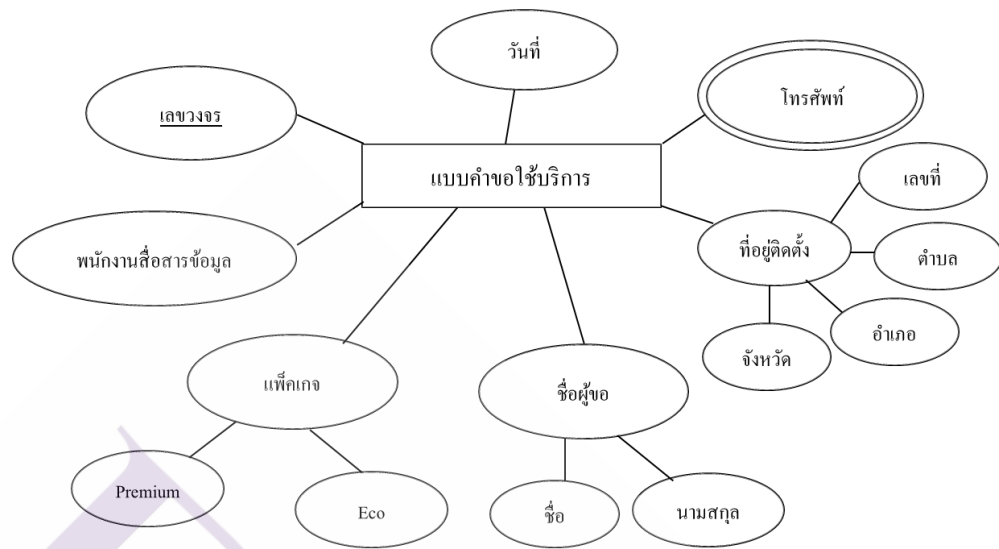 วันที่
โทรศัพท์
เลขวงจร
แบบคำขอใช้บริการ
เลขที่
ที่อยู่ติดตั้ง
ตำบล
พนักงานสื่อสารข้อมูล
อำเภอ
จังหวัด
แพ็คเกจ
ชื่อผู้ขอ
Premium
Eco
ชื่อ
นามสกุล